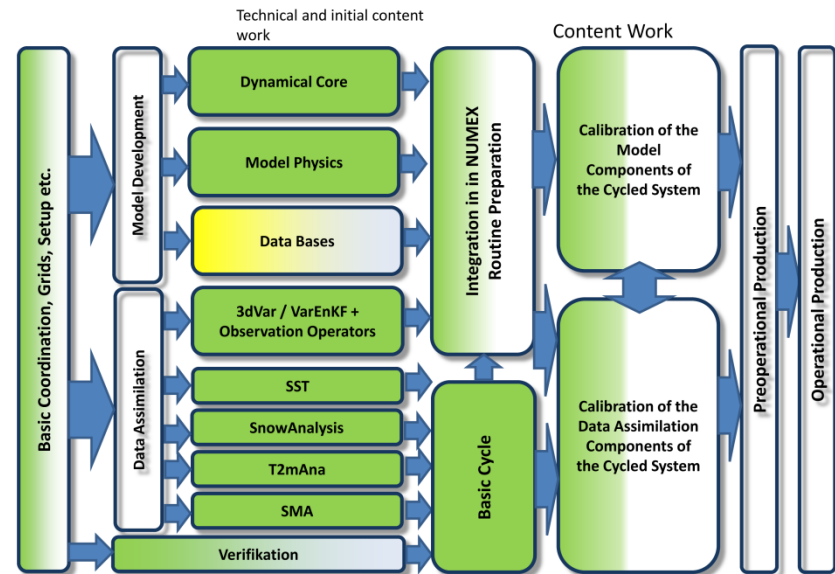 Technical and initial content
work
Content Work
Basic Coordination, Grids, Setup etc.
Model Development
Data Assimilation
Dynamical Core
Model Physics
Data Bases
3dVar / VarEnKF +
Observation Operators
SST
SnowAnalysis
T2mAna
SMA
Verifikation
Integration in in NUMEX
Routine Preparation
Basic Cycle
Calibration of the
Model
Components of
the Cycled System
Calibration of the
Data Assimilation
Components of
the Cycled System
Preoperational Production
Operational Production